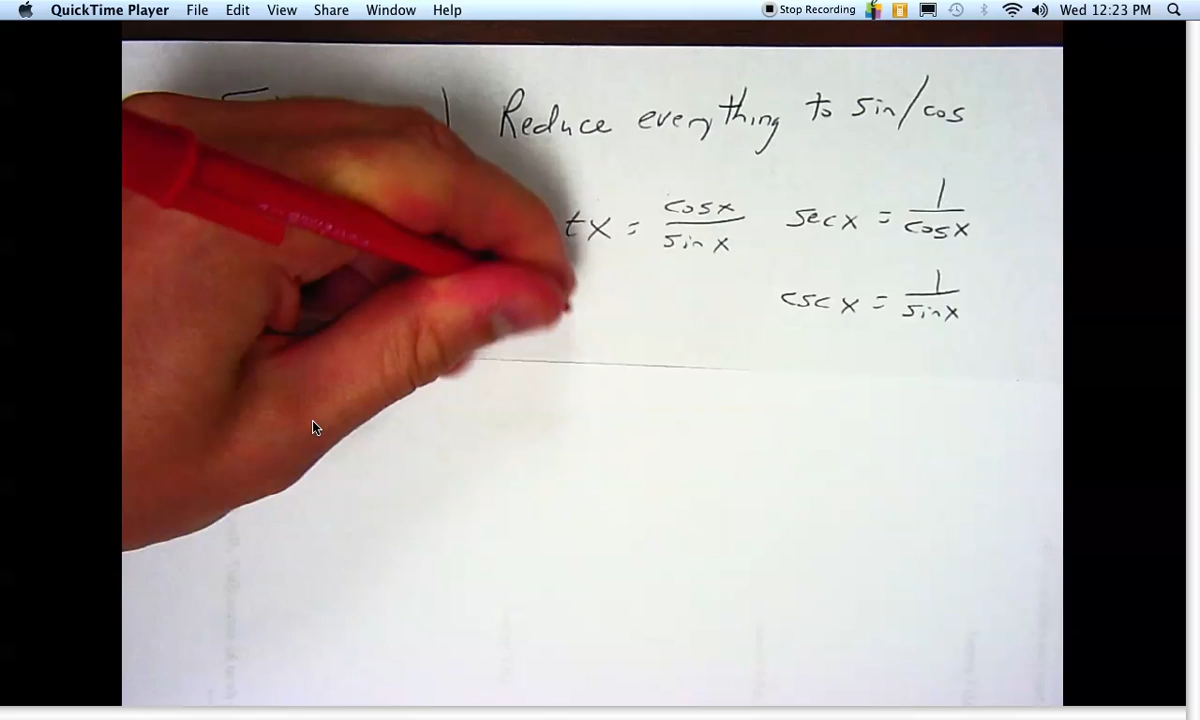 QuickTime Player File Edit View Share Window Help Stop Recording Wed 12:23 PM
Reduce everything to sin/cos
tx = cosx/sinx secx = 1/cosx
cscx = 1/sinx